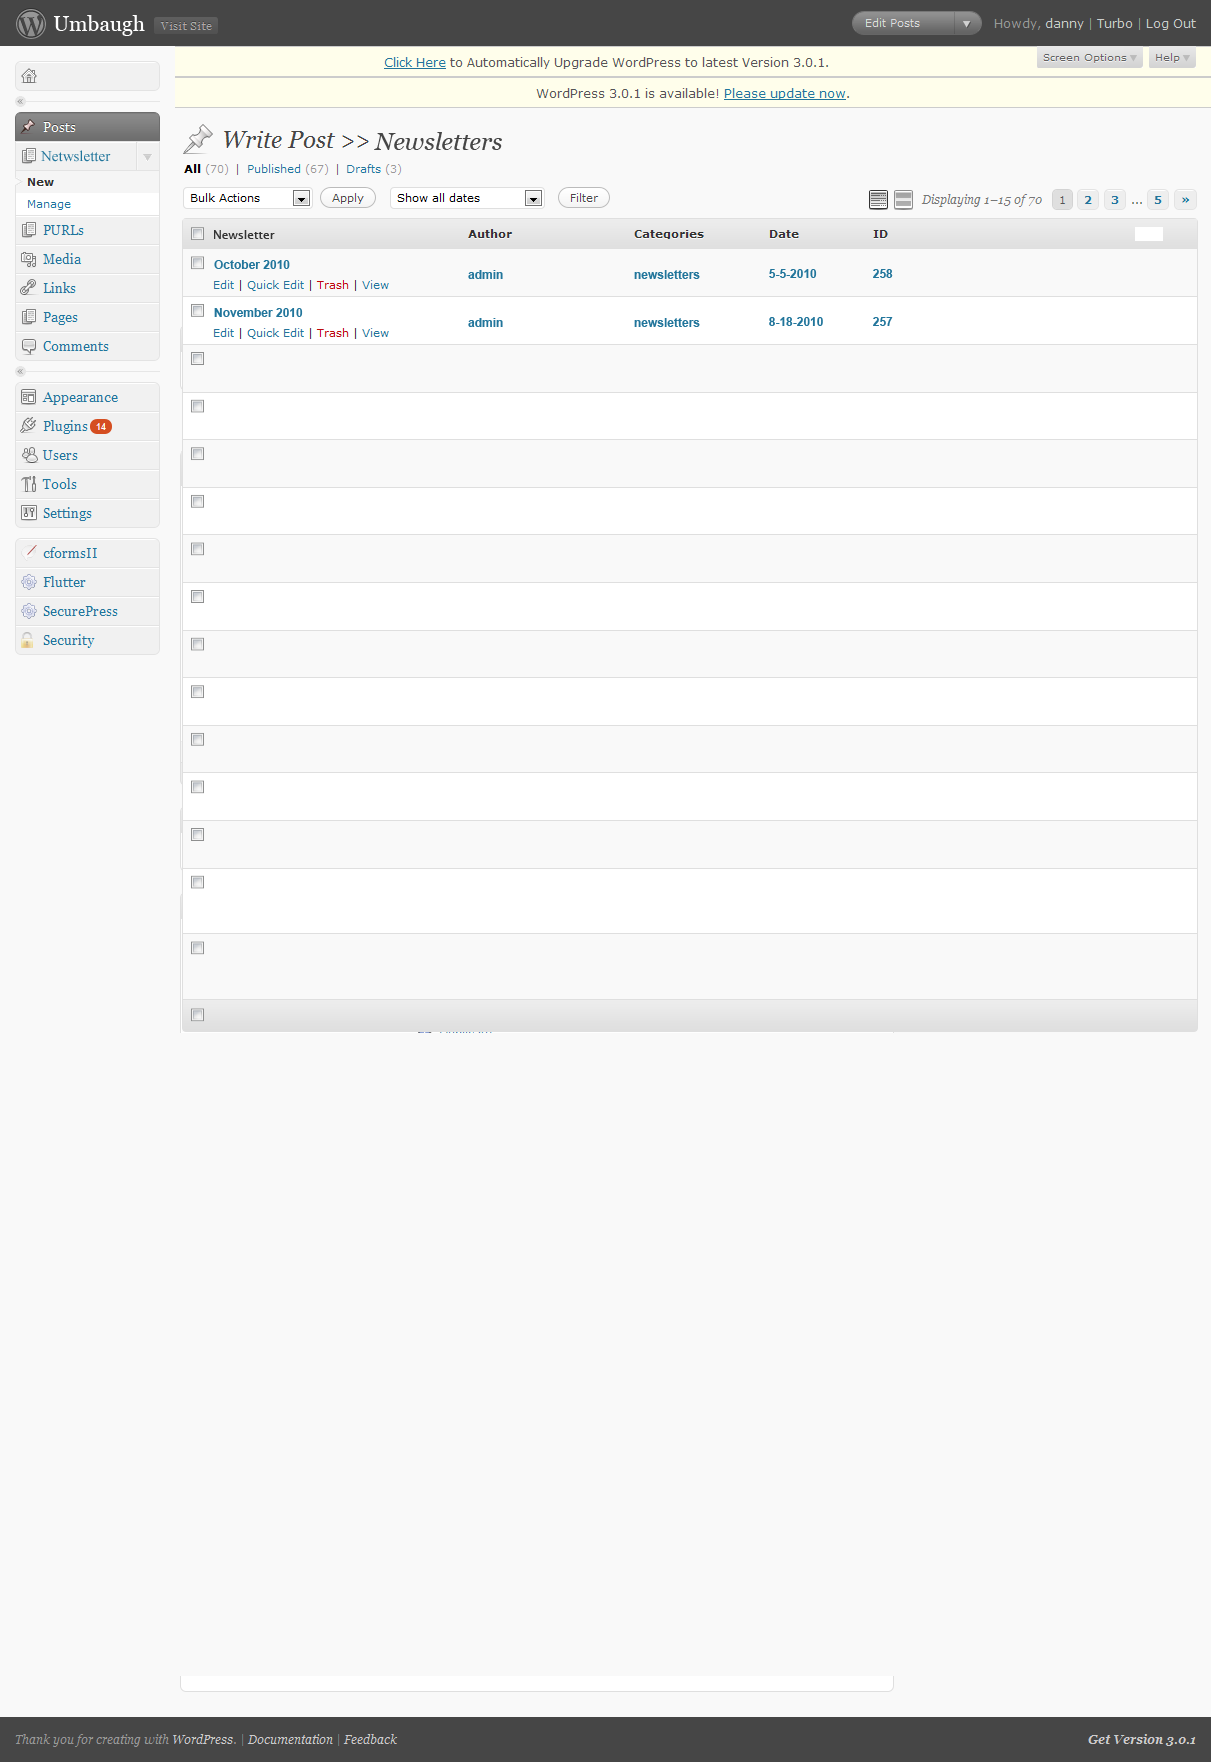 Umbaugh Visit Site
Edit Posts Howdy, danny | Turbo | Log Out
Click Here to Automatically Upgrade WordPress to latest Version 3.0.1.
Screen Options Help
WordPress 3.0.1 is available! Please update now.
Posts
Netwsletter
New
Manage
PURLs
Media
Links
Pages
Comments
Appearance
Plugins 14
Users
Tools
Settings
cformsII
Flutter
SecurePress
Security
Write Post >> Newsletters
All (70) | Published (67) | Drafts (3)
Bulk Actions Apply Show all dates Filter Displaying 1–15 of 70 1 2 3 ... 5 »
Newsletter Author Categories Date ID
October 2010 admin newsletters 5-5-2010 258
Edit | Quick Edit | Trash | View
November 2010 admin newsletters 8-18-2010 257
Edit | Quick Edit | Trash | View
Thank you for creating with WordPress. | Documentation | Feedback
Get Version 3.0.1